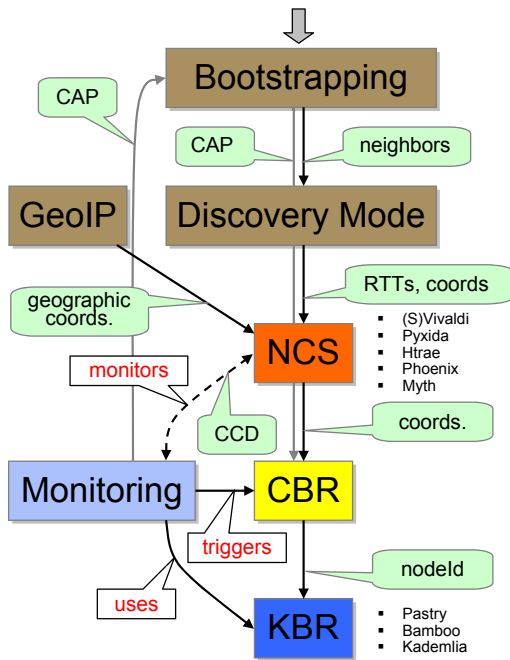 Bootstrapping
CAP
CAP
neighbors
GeoIP
Discovery Mode
geographic
coords.
RTTs, coords
NCS
▪ (S)Vivaldi
▪ Pyxida
▪ Htrae
▪ Phoenix
▪ Myth
monitors
CCD
coords.
Monitoring
CBR
triggers
nodeId
uses
KBR
▪ Pastry
▪ Bamboo
▪ Kademlia